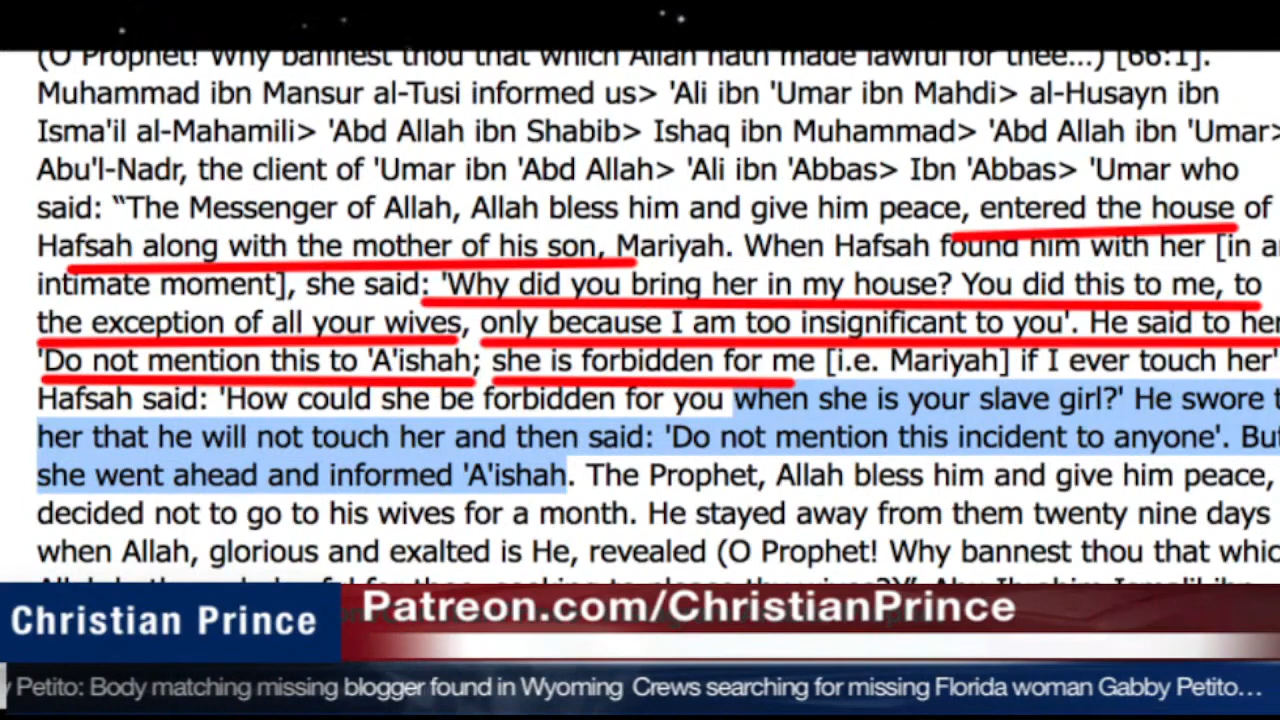 (O Prophet! Why bannest thou that which Allah hath made lawful for thee...) [66:1].
Muhammad ibn Mansur al-Tusi informed us> 'Ali ibn 'Umar ibn Mahdi> al-Husayn ibn
Isma'il al-Mahamili> 'Abd Allah ibn Shabib> Ishaq ibn Muhammad> 'Abd Allah ibn 'Umar>
Abu'l-Nadr, the client of 'Umar ibn 'Abd Allah> 'Ali ibn 'Abbas> Ibn 'Abbas> 'Umar who
said: “The Messenger of Allah, Allah bless him and give him peace, entered the house of
Hafsah along with the mother of his son, Mariyah. When Hafsah found him with her [in an
intimate moment], she said: 'Why did you bring her in my house? You did this to me, to
the exception of all your wives, only because I am too insignificant to you'. He said to her
'Do not mention this to 'A'ishah; she is forbidden for me [i.e. Mariyah] if I ever touch her'
Hafsah said: 'How could she be forbidden for you when she is your slave girl?' He swore t
her that he will not touch her and then said: 'Do not mention this incident to anyone'. But
she went ahead and informed 'A'ishah. The Prophet, Allah bless him and give him peace,
decided not to go to his wives for a month. He stayed away from them twenty nine days
when Allah, glorious and exalted is He, revealed (O Prophet! Why bannest thou that whic
Christian Prince
Patreon.com/ChristianPrince
y Petito: Body matching missing blogger found in Wyoming Crews searching for missing Florida woman Gabby Petito...